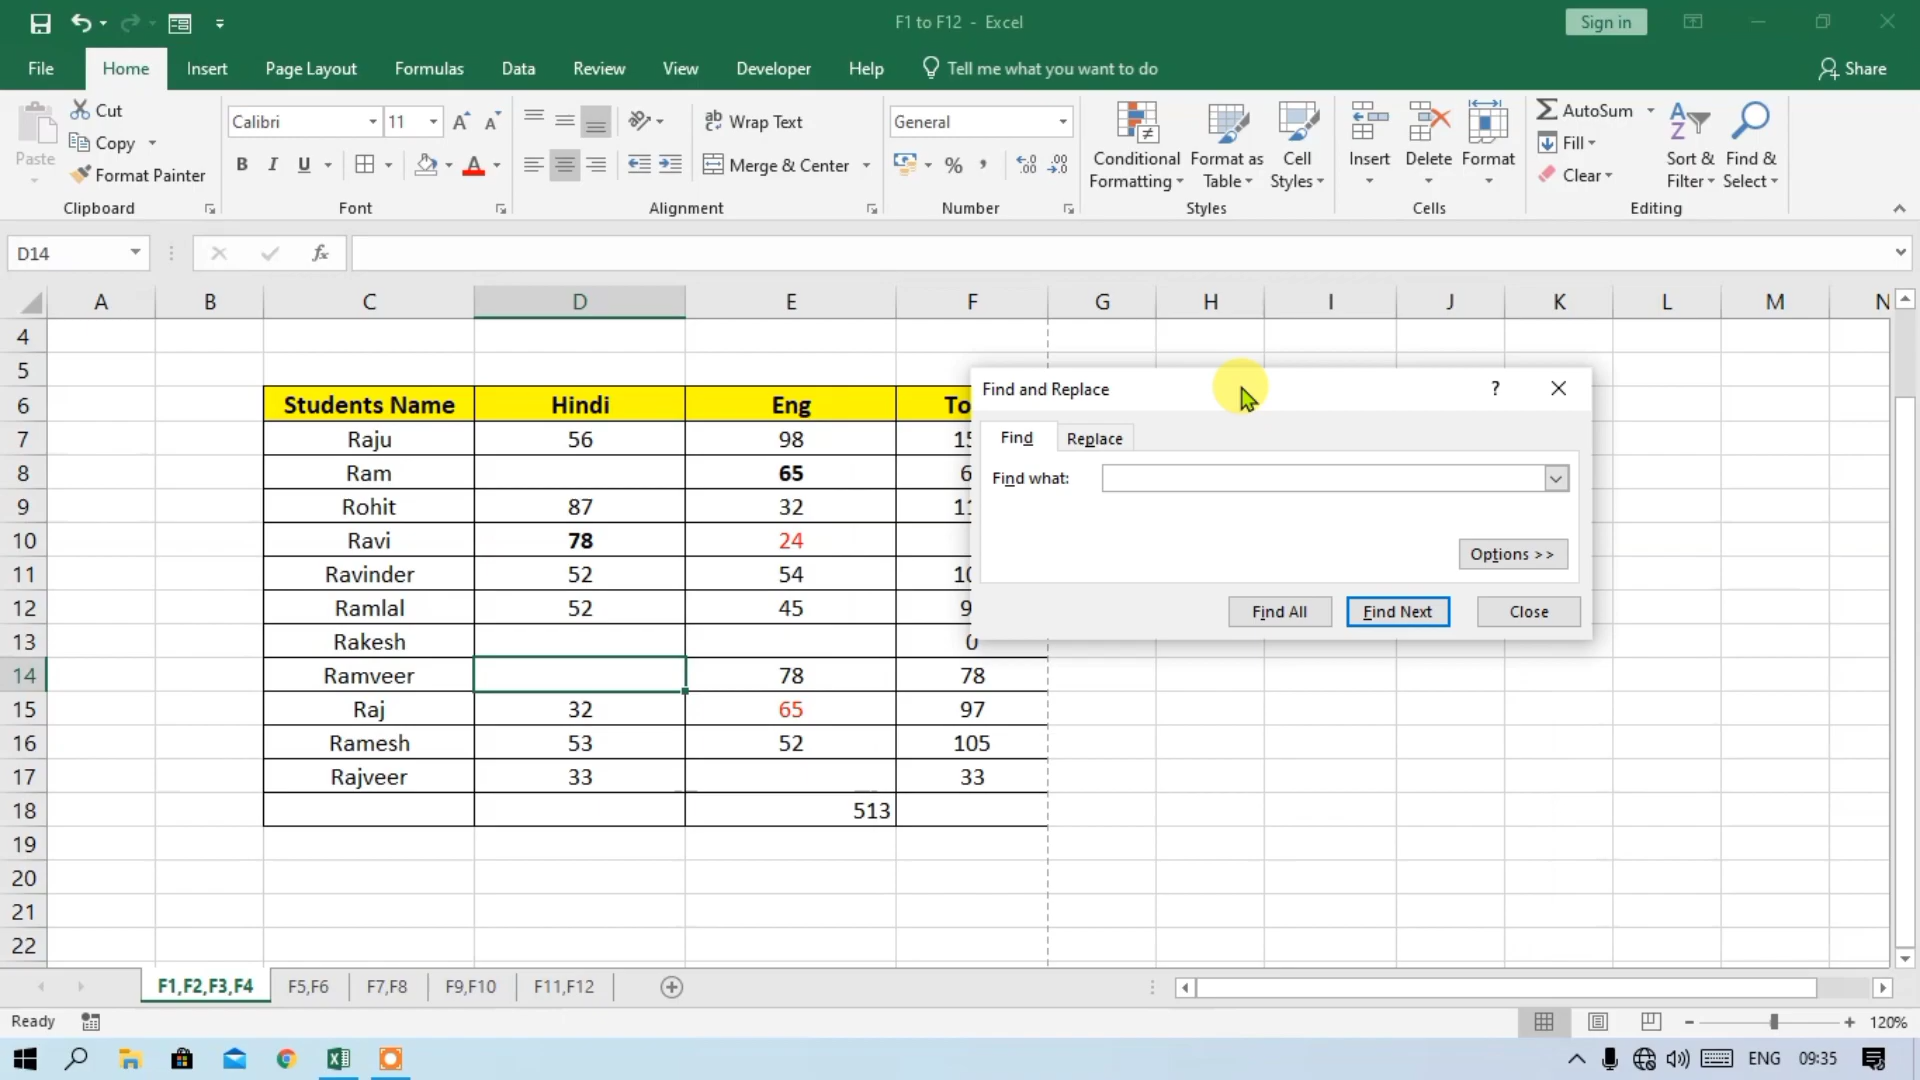 F1 to F12 - Excel
Sign in
File Home Insert Page Layout Formulas Data Review View Developer Help Tell me what you want to do Share
Paste
Cut
Copy
Format Painter
Clipboard
Calibri 11
B I U
Font
Wrap Text
Merge & Center
Alignment
General
Number
Conditional Formatting
Format as Table
Cell Styles
Styles
Insert Delete Format
Cells
AutoSum
Fill
Clear
Sort & Filter
Find & Select
Editing
D14 fx
A B C D E F G H I J K L M N
4
5
6 Students Name Hindi Eng
7 Raju 56 98
8 Ram 65
9 Rohit 87 32
10 Ravi 78 24
11 Ravinder 52 54
12 Ramlal 52 45
13 Rakesh 0
14 Ramveer 78 78
15 Raj 32 65 97
16 Ramesh 53 52 105
17 Rajveer 33 33
18 513
19
20
21
22
Find and Replace ?
Find Replace
Find what:
Options >>
Find All Find Next Close
F1,F2,F3,F4 F5,F6 F7,F8 F9,F10 F11,F12
Ready 120%
ENG 09:35